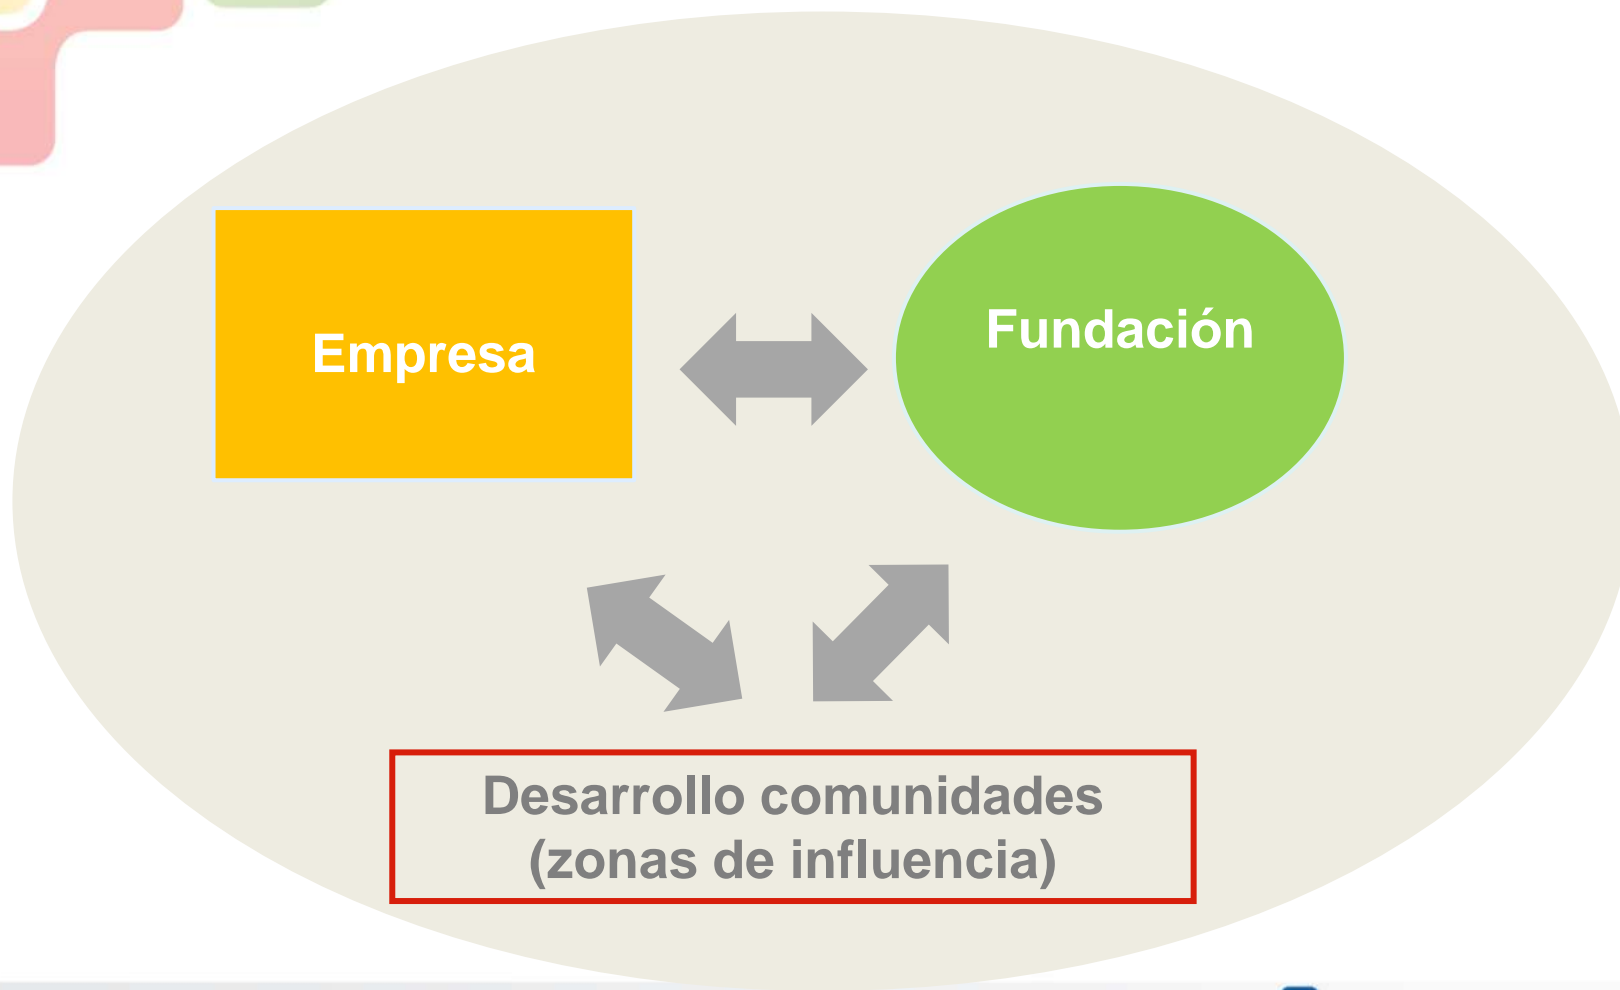 Empresa
Fundación
Desarrollo comunidades
(zonas de influencia)